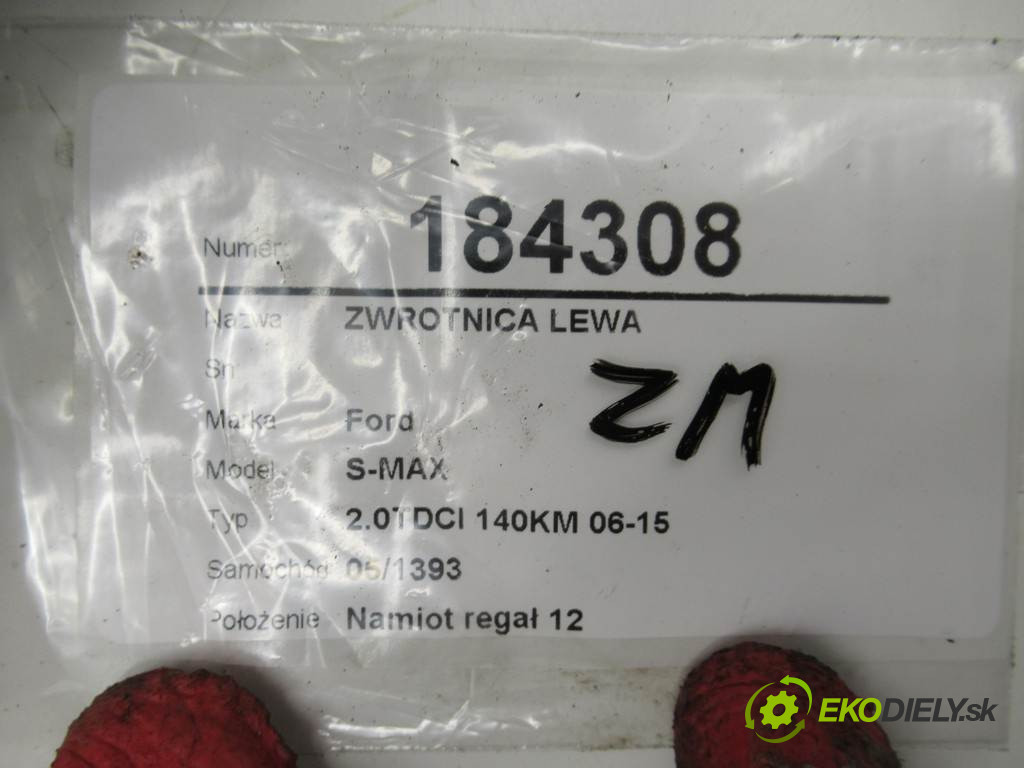 Numer 184308
Nazwa ZWROTNICA LEWA
Sn
Marka Ford
Model S-MAX
Typ 2.0TDCI 140KM 06-15
Samochód 05/1393
Położenie Namiot regał 12
ZM
EKODIELY.sk